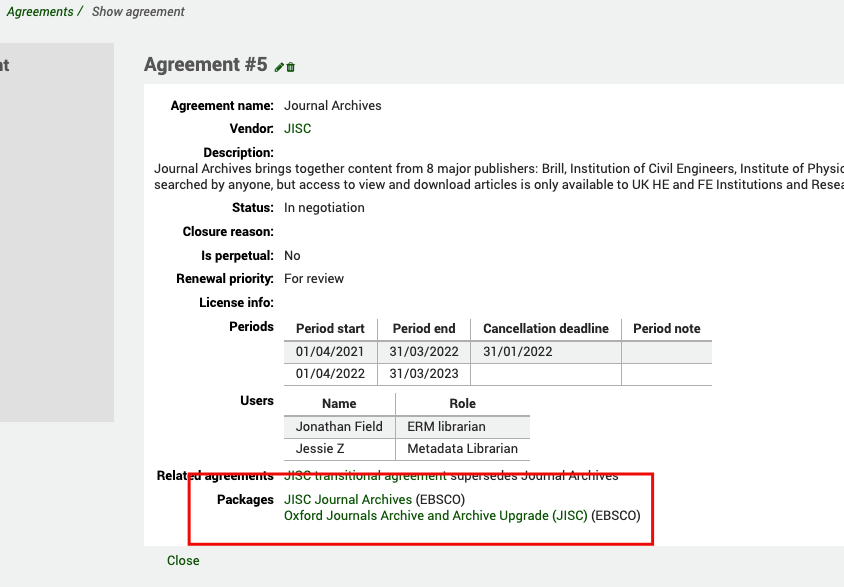 Agreements / Show agreement
nt
Agreement #5
Agreement name: Journal Archives
Vendor: JISC
Description:
Journal Archives brings together content from 8 major publishers: Brill, Institution of Civil Engineers, Institute of Physic
searched by anyone, but access to view and download articles is only available to UK HE and FE Institutions and Resea
Status: In negotiation
Closure reason:
Is perpetual: No
Renewal priority: For review
License info:
Periods Period start Period end Cancellation deadline Period note
01/04/2021 31/03/2022 31/01/2022
01/04/2022 31/03/2023
Users Name Role
Jonathan Field ERM librarian
Jessie Z Metadata Librarian
Related agreements JISC transitional agreement supersedes Journal Archives
Packages JISC Journal Archives (EBSCO)
Oxford Journals Archive and Archive Upgrade (JISC) (EBSCO)
Close